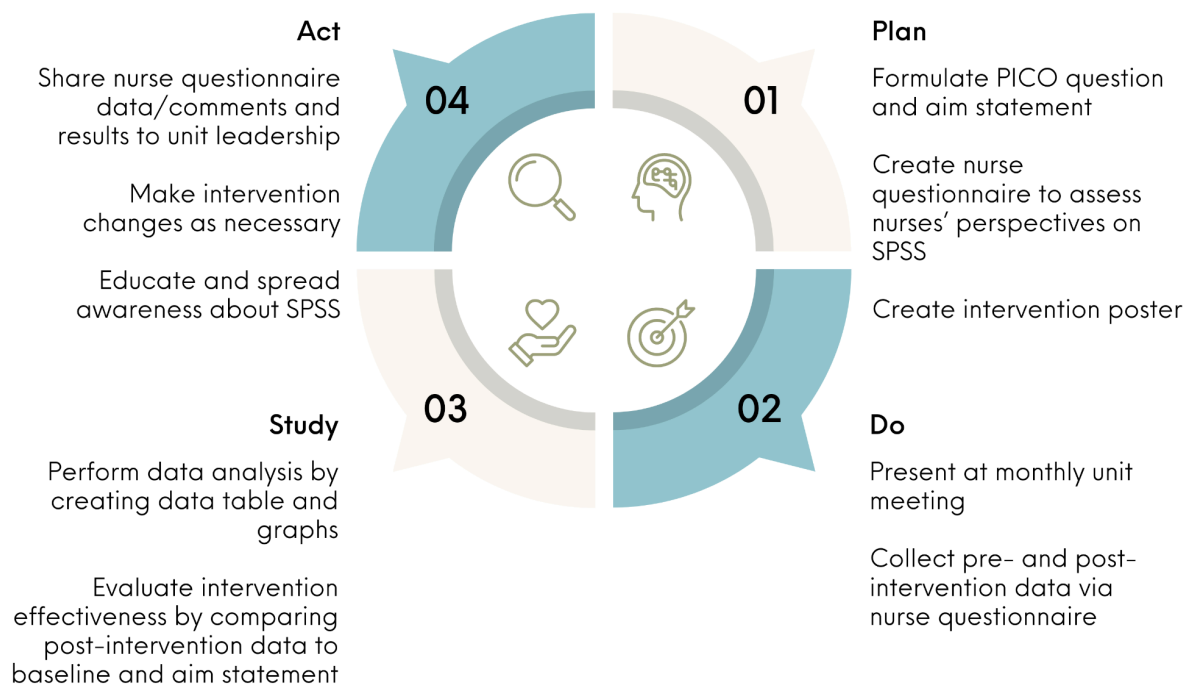 Act
Share nurse questionnaire
data/comments and
results to unit leadership
Make intervention
changes as necessary
Educate and spread
awareness about SPSS
04
01
Plan
Formulate PICO question
and aim statement
Create nurse
questionnaire to assess
nurses’ perspectives on
SPSS
Create intervention poster
Study
Perform data analysis by
creating data table and
graphs
Evaluate intervention
effectiveness by comparing
post-intervention data to
baseline and aim statement
03
02
Do
Present at monthly unit
meeting
Collect pre- and post-
intervention data via
nurse questionnaire